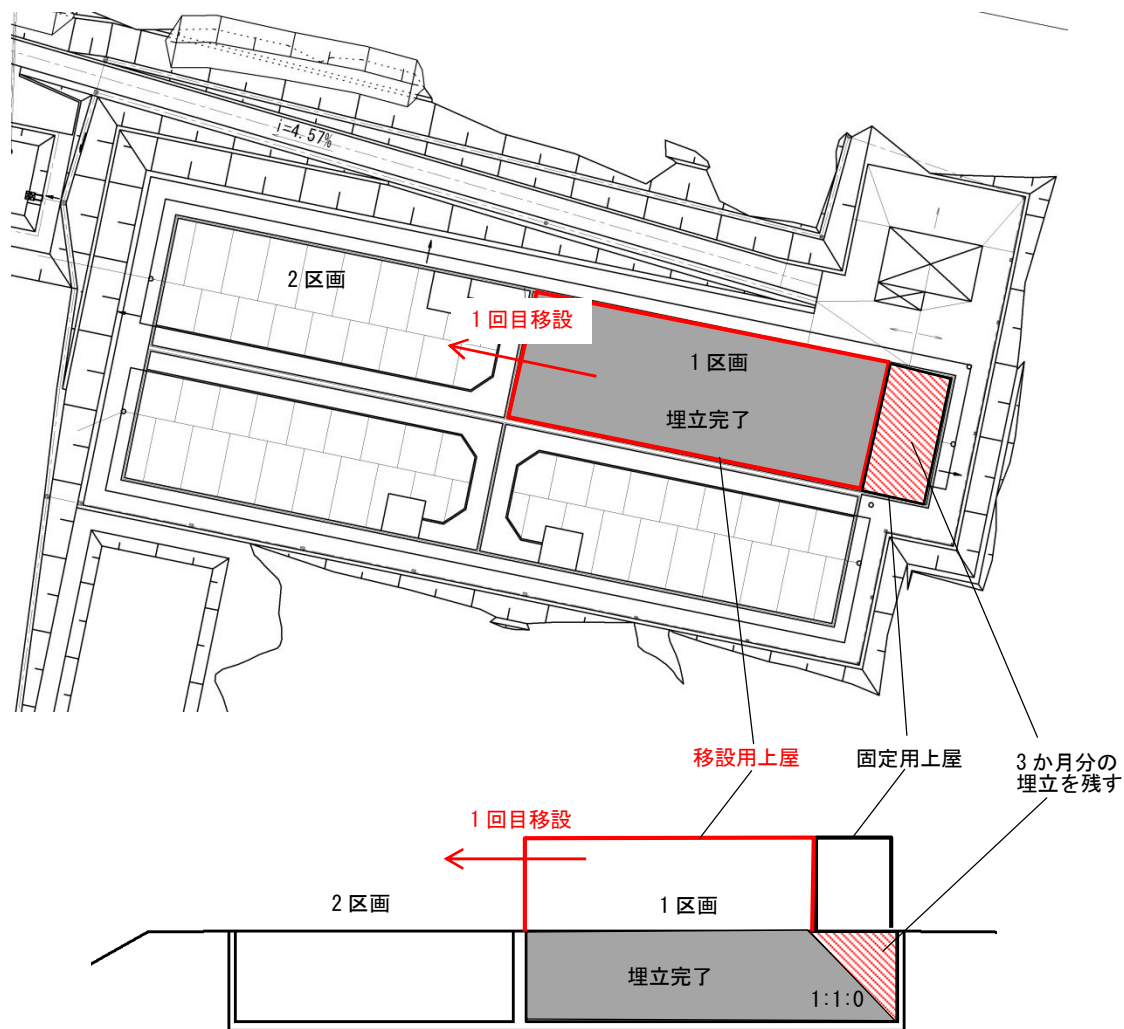 i=4.57%
2区画
1回目移設
1区画
埋立完了
移設用上屋
固定用上屋
3か月分の
埋立を残す
1回目移設
2区画
1区画
埋立完了
1:1:0